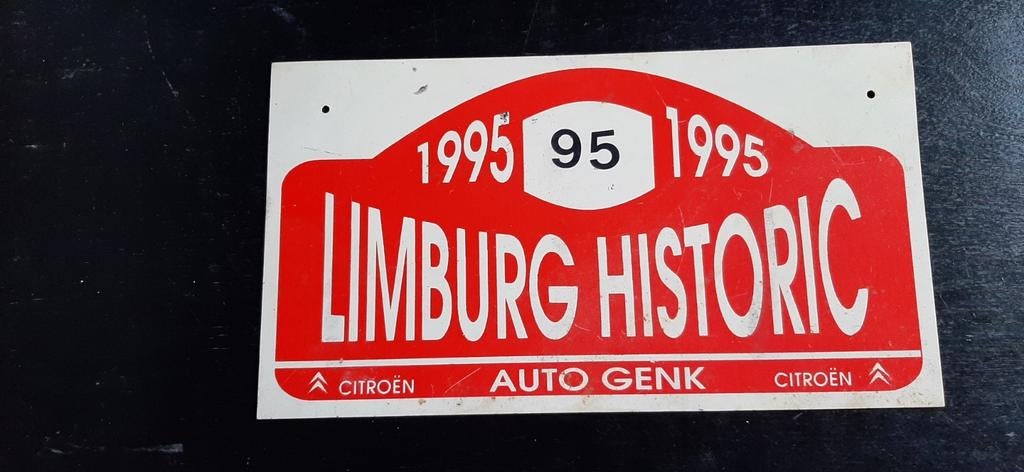 1995 95 1995
LIMBURG HISTORIC
CITROËN AUTO GENK CITROËN